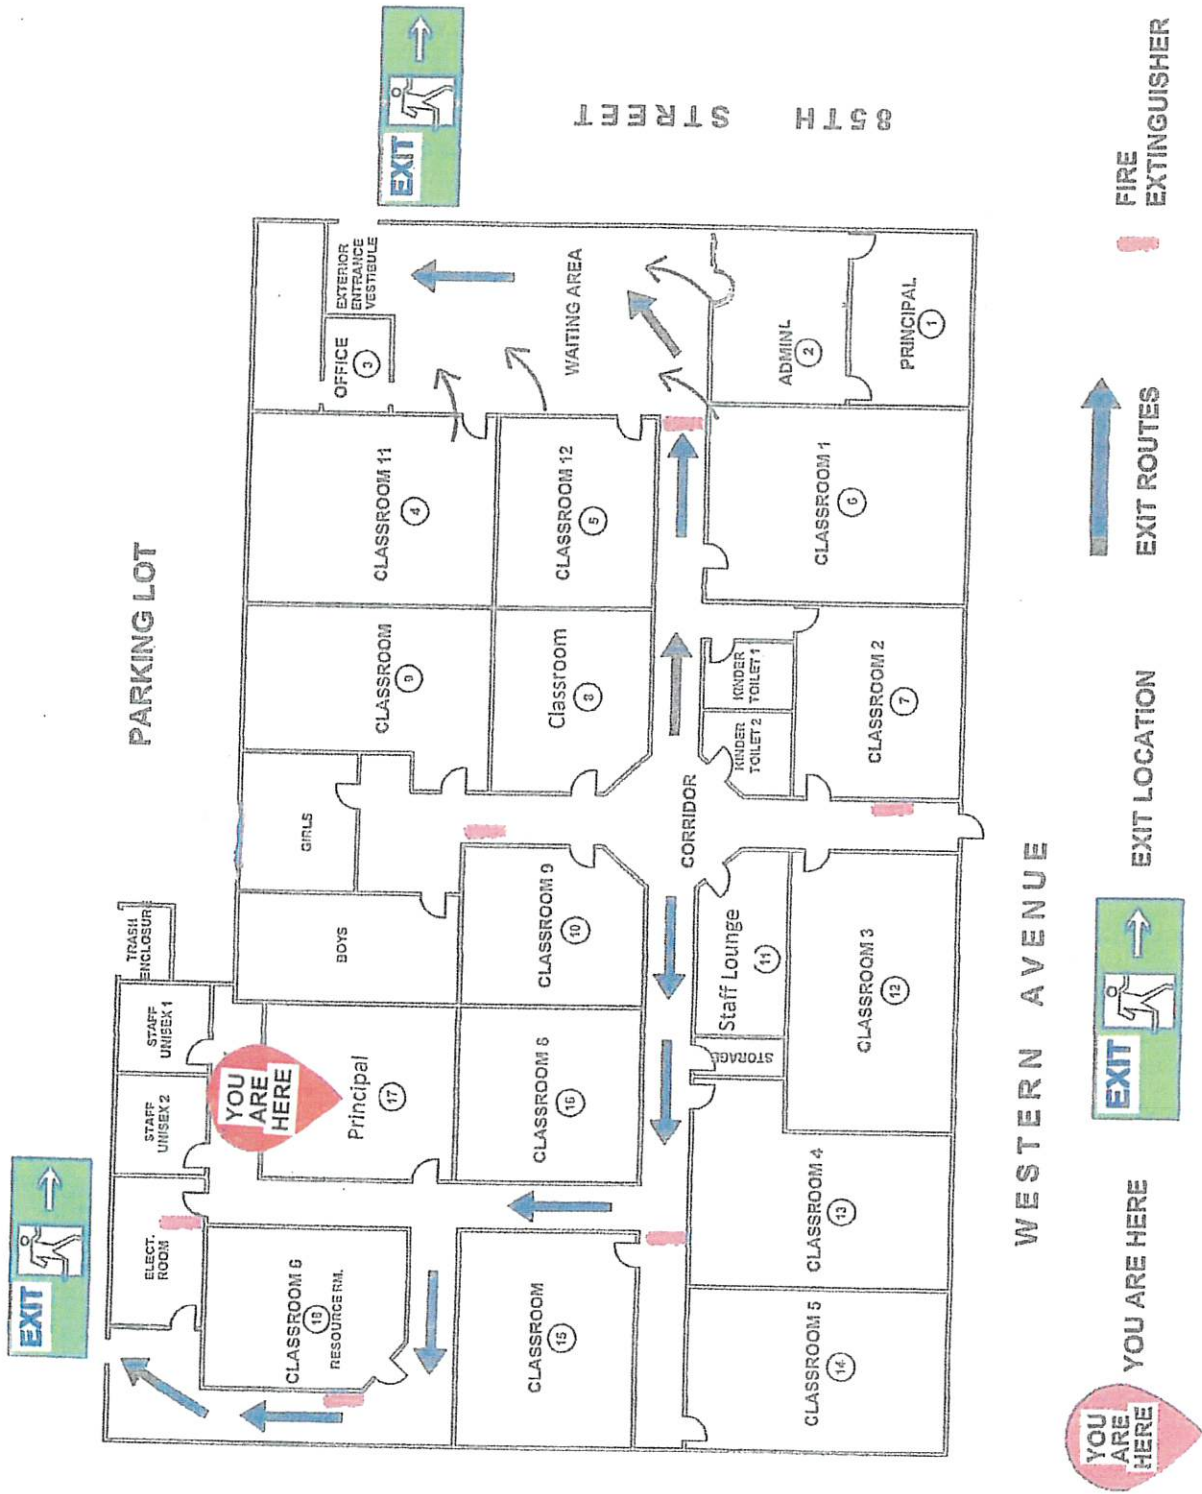 PARKING LOT
EXIT
EXIT
85TH STREET
TRASH
ENCLOSURE
STAFF
UNISEX 1
STAFF
UNISEX 2
ELECT.
ROOM
YOU
ARE
HERE
GIRLS
BOYS
Principal
17
CLASSROOM 6
18
RESOURCE RM.
CLASSROOM
9
CLASSROOM 11
4
OFFICE
3
EXTERIOR
ENTRANCE
VESTIBULE
WAITING AREA
CLASSROOM
15
CLASSROOM 8
16
CLASSROOM 9
10
Classroom
8
CLASSROOM 12
5
CORRIDOR
STORAGE
Staff Lounge
11
KINDER
TOILET 2
KINDER
TOILET 1
CLASSROOM 5
14
CLASSROOM 4
13
CLASSROOM 3
12
CLASSROOM 2
7
CLASSROOM 1
6
ADMINL
2
PRINCIPAL
1
WESTERN AVENUE
YOU
ARE
HERE
YOU ARE HERE
EXIT
EXIT LOCATION
EXIT ROUTES
FIRE
EXTINGUISHER